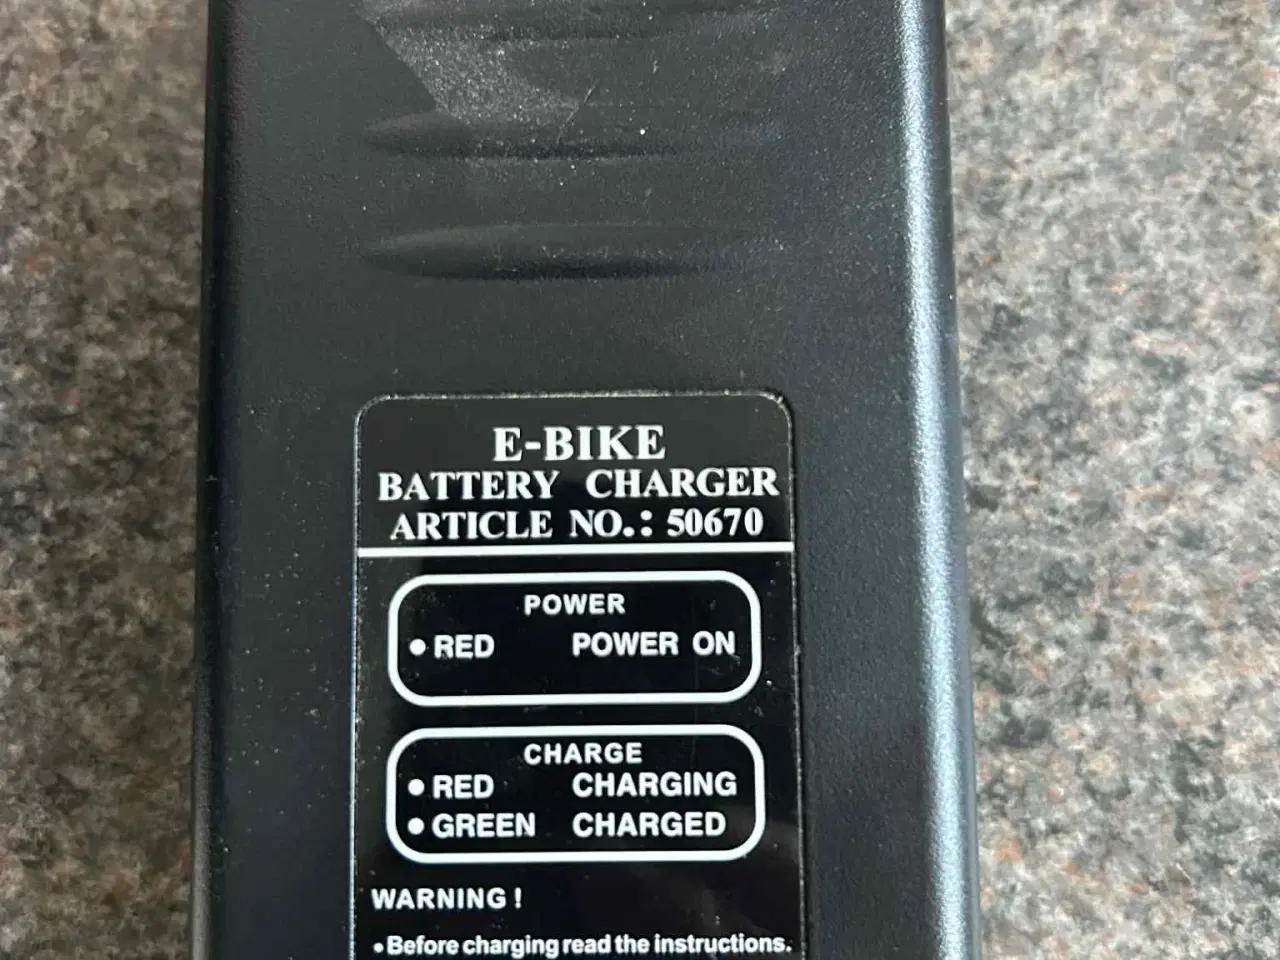 E-BIKE
BATTERY CHARGER
ARTICLE NO.: 50670
POWER
• RED POWER ON
CHARGE
• RED CHARGING
• GREEN CHARGED
WARNING !
• Before charging read the instructions.